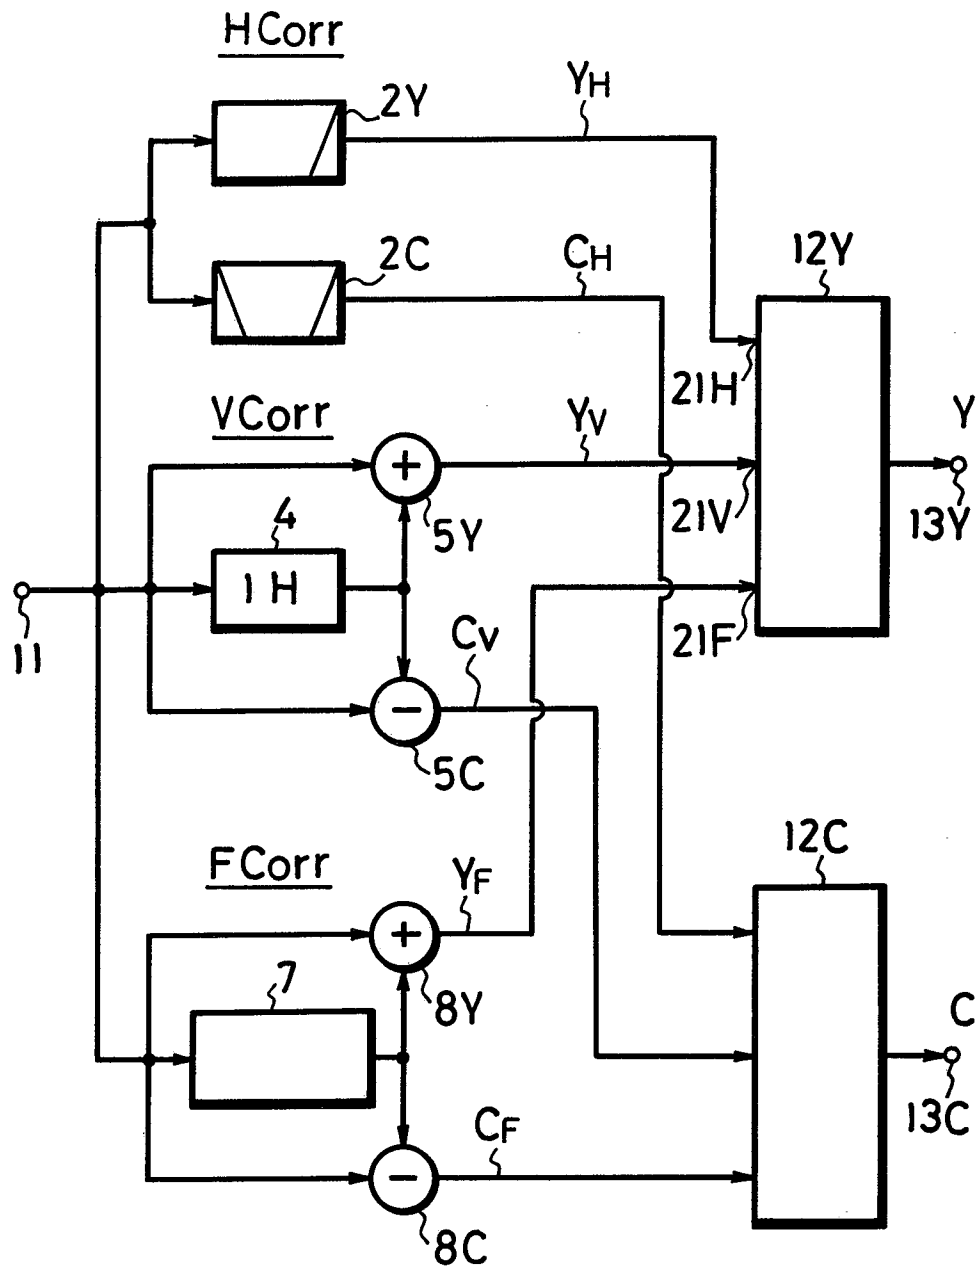 HCorr
2Y
YH
2C
CH
12Y
21H
VCorr
YV
Y
+
5Y
21V
13Y
4
1H
11
21F
CV
−
5C
12C
FCorr
YF
+
8Y
7
C
13C
CF
−
8C